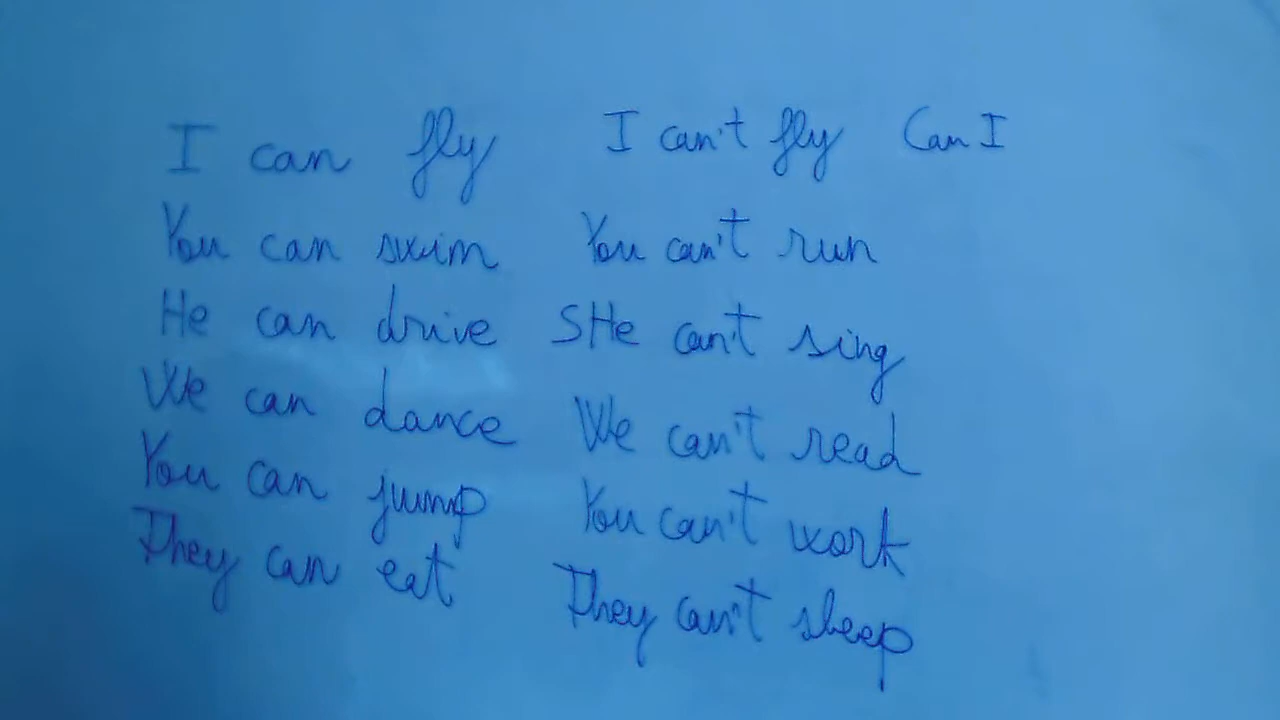 I can fly I can't fly Can I
You can swim You can't run
He can drive SHe can't sing
We can dance We can't read
You can jump You can't work
They can eat They can't sleep